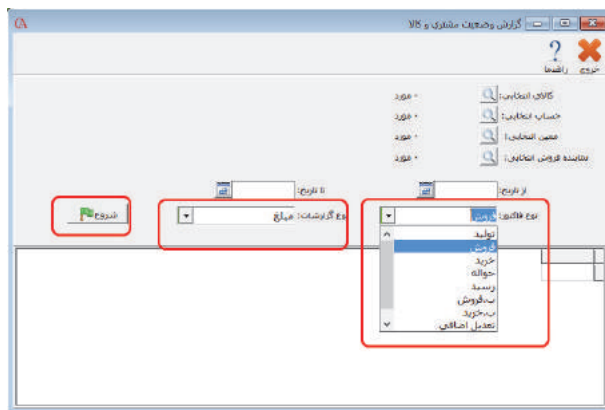 گزارش وضعیت مشتری و کالا
خروج راهنما
کالای انتخابی: ۰ مورد
حساب انتخابی: ۰ مورد
معین انتخابی: ۰ مورد
نماینده فروش انتخابی: ۰ مورد
از تاریخ: تا تاریخ:
نوع فاکتور: فروش نوع گزارشات: مبلغ شروع
تولید
فروش
خرید
حواله
رسید
ب.فروش
ب.خرید
تعدیل اضافی